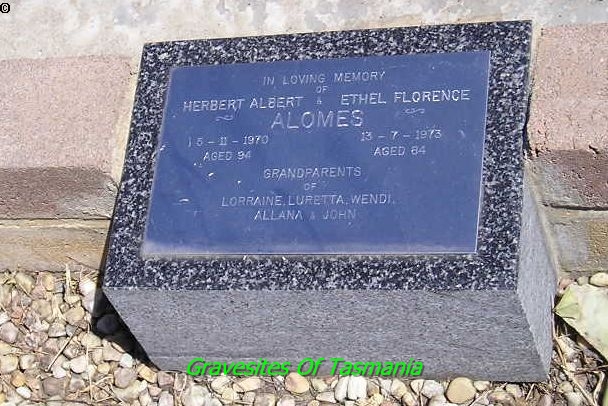 ©
IN LOVING MEMORY
OF
HERBERT ALBERT & ETHEL FLORENCE
ALOMES
15-11-1970 13-7-1973
AGED 94 AGED 84
GRANDPARENTS
OF
LORRAINE, LURETTA, WENDI,
ALLANA & JOHN
Gravesites Of Tasmania